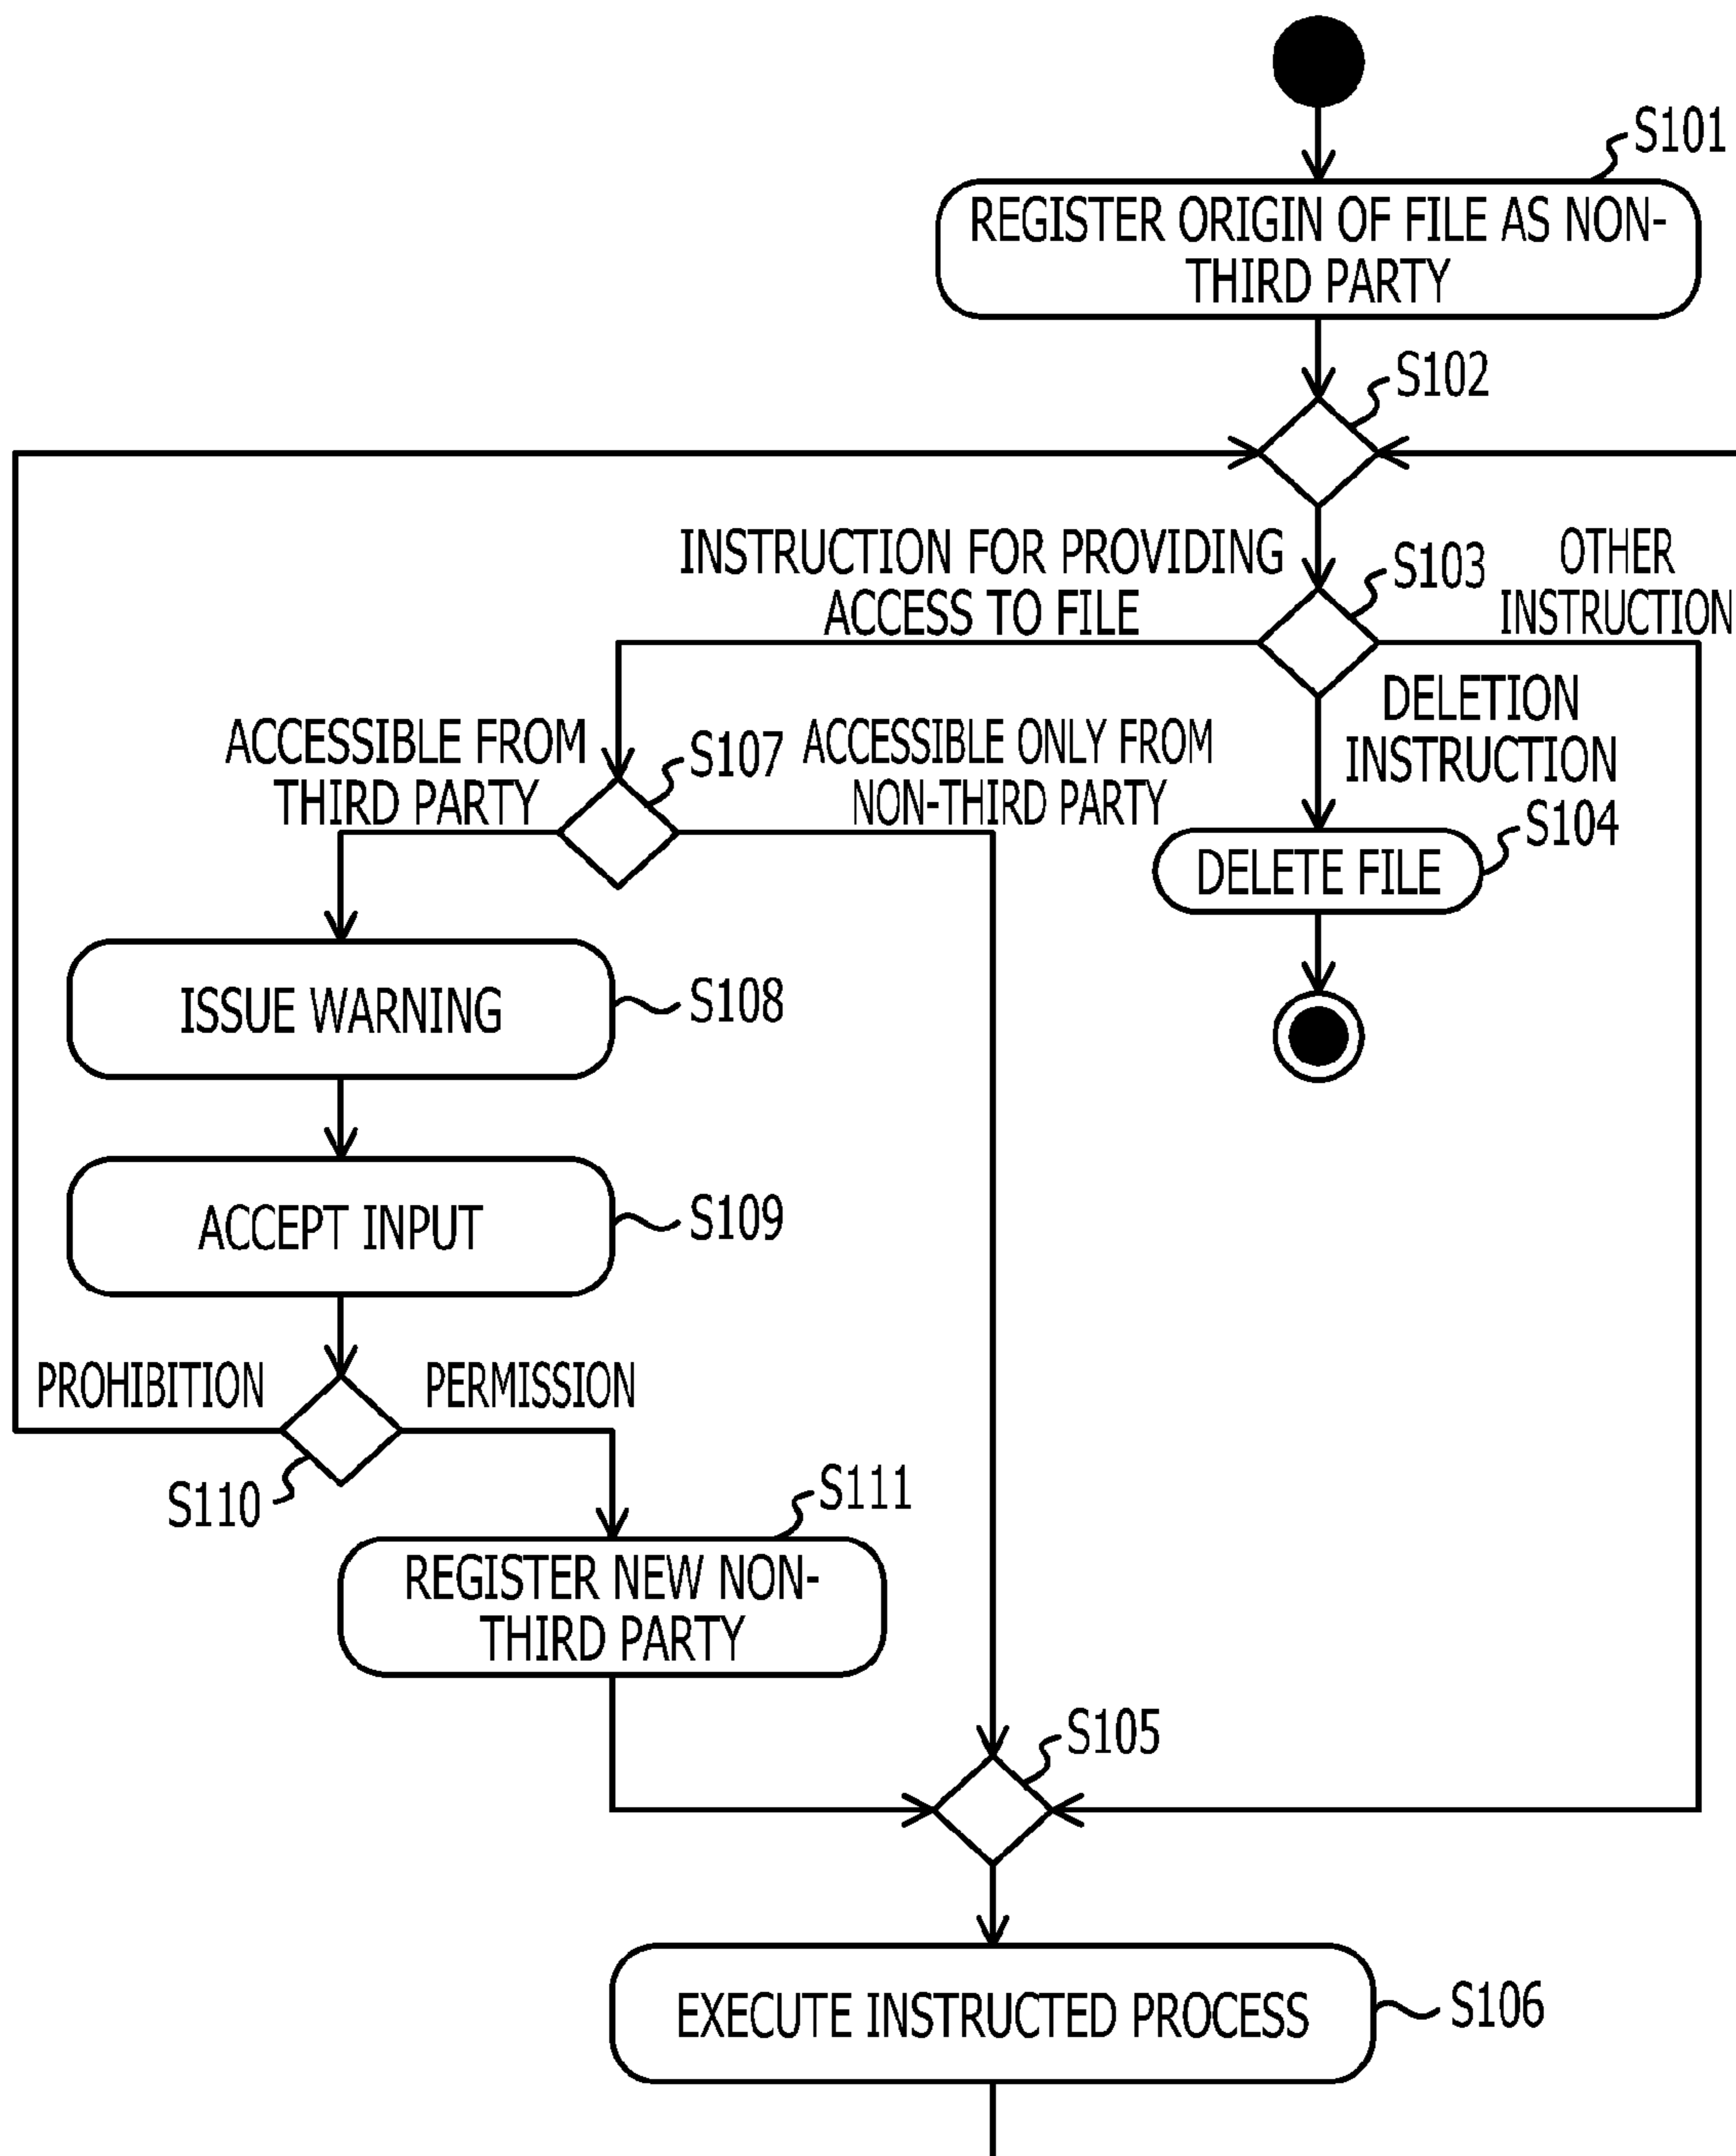 S101
REGISTER ORIGIN OF FILE AS NON-
THIRD PARTY
S102
INSTRUCTION FOR PROVIDING
ACCESS TO FILE
S103
OTHER
INSTRUCTION
DELETION
INSTRUCTION
ACCESSIBLE FROM
THIRD PARTY
S107
ACCESSIBLE ONLY FROM
NON-THIRD PARTY
S104
DELETE FILE
ISSUE WARNING
S108
ACCEPT INPUT
S109
PROHIBITION
PERMISSION
S110
S111
REGISTER NEW NON-
THIRD PARTY
S105
EXECUTE INSTRUCTED PROCESS
S106